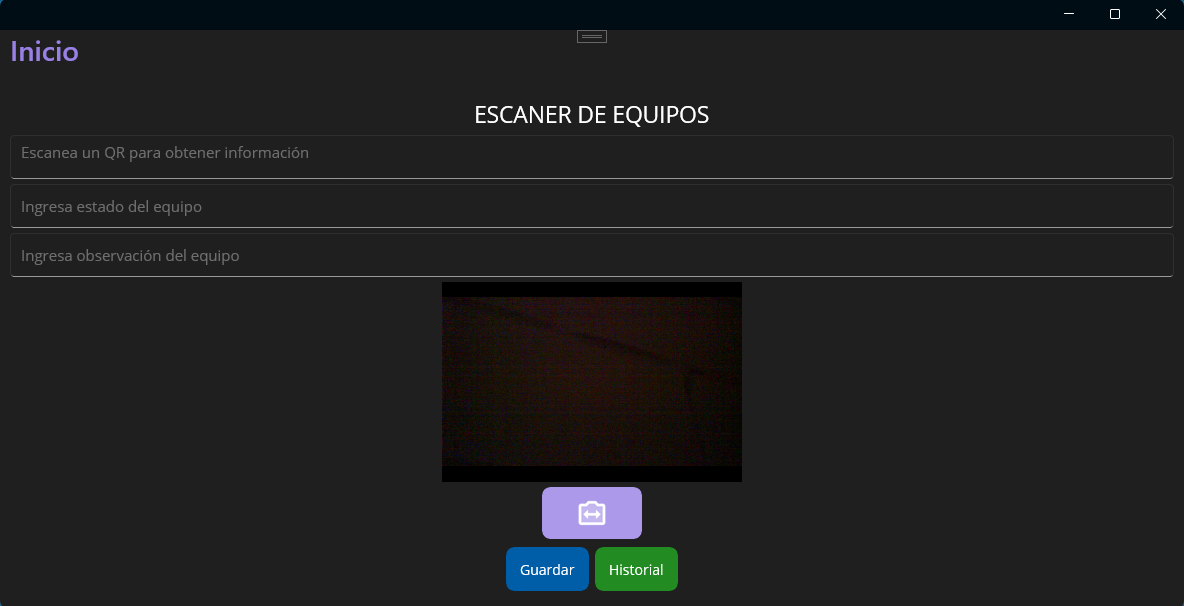 Inicio
ESCANER DE EQUIPOS
Escanea un QR para obtener información
Ingresa estado del equipo
Ingresa observación del equipo
Guardar Historial